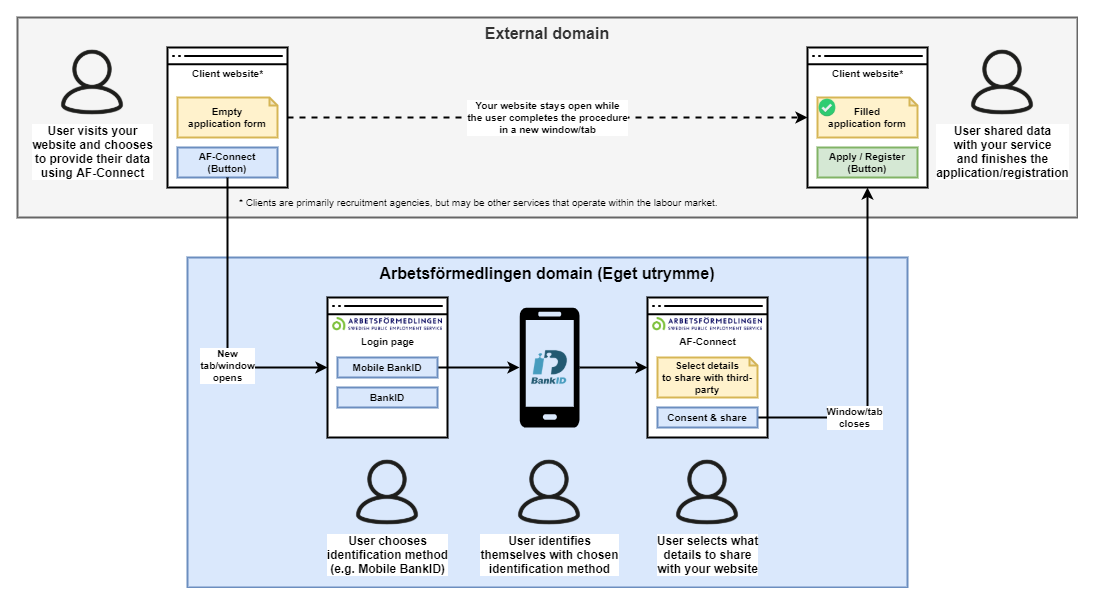 External domain
Client website*
Empty
application form
AF-Connect
(Button)
User visits your
website and chooses
to provide their data
using AF-Connect
Your website stays open while
the user completes the procedure
in a new window/tab
Client website*
Filled
application form
Apply / Register
(Button)
User shared data
with your service
and finishes the
application/registration
* Clients are primarily recruitment agencies, but may be other services that operate within the labour market.
Arbetsförmedlingen domain (Eget utrymme)
New
tab/window
opens
ARBETSFÖRMEDLINGEN
SWEDISH PUBLIC EMPLOYMENT SERVICE
Login page
Mobile BankID
BankID
iD
BankID
ARBETSFÖRMEDLINGEN
SWEDISH PUBLIC EMPLOYMENT SERVICE
AF-Connect
Select details
to share with third-
party
Consent & share
Window/tab
closes
User chooses
identification method
(e.g. Mobile BankID)
User identifies
themselves with chosen
identification method
User selects what
details to share
with your website